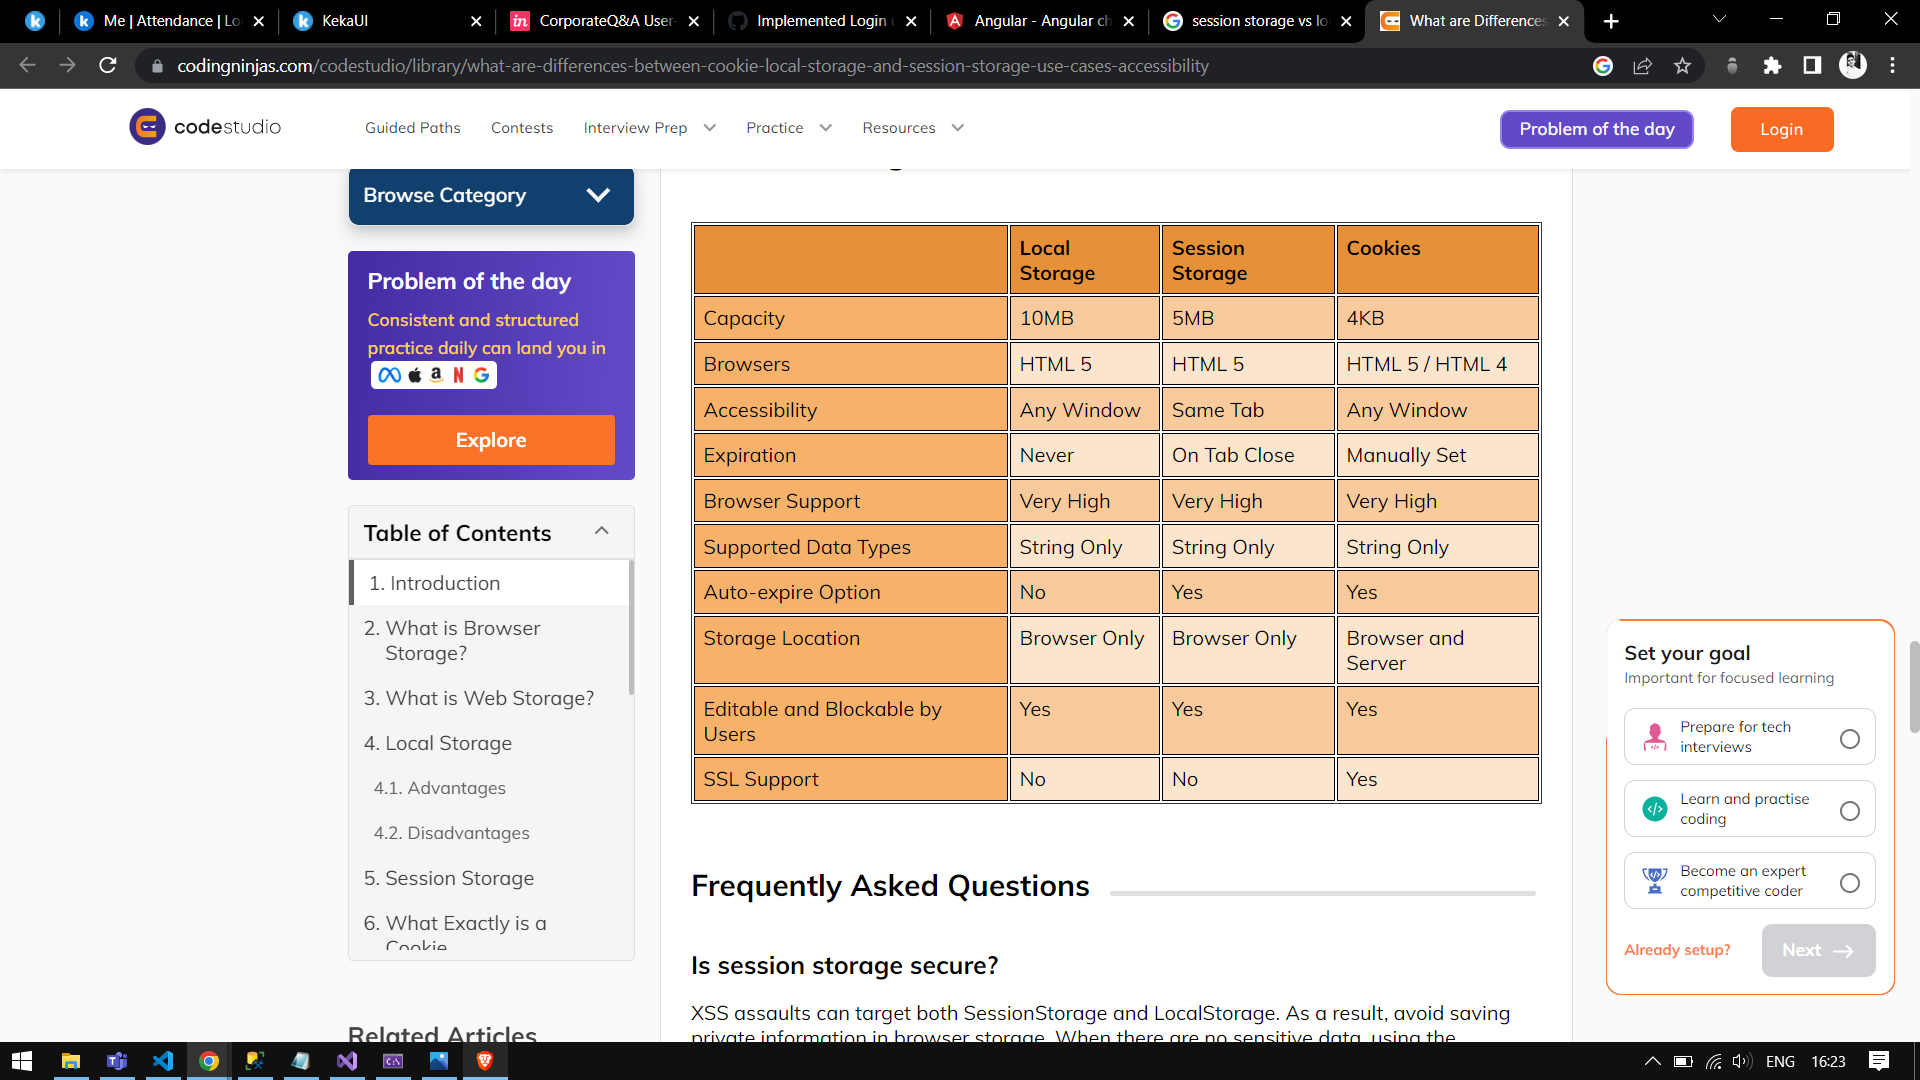 Me | Attendance | Lo
KekaUI
CorporateQ&A User-
Implemented Login u
Angular - Angular ch
session storage vs lo
What are Differences
codingninjas.com/codestudio/library/what-are-differences-between-cookie-local-storage-and-session-storage-use-cases-accessibility
codestudio
Guided Paths
Contests
Interview Prep
Practice
Resources
Problem of the day
Login
Browse Category
Problem of the day
Consistent and structured
practice daily can land you in
Explore
Table of Contents
1. Introduction
2. What is Browser
Storage?
3. What is Web Storage?
4. Local Storage
4.1. Advantages
4.2. Disadvantages
5. Session Storage
6. What Exactly is a
Cookie
Related Articles
Local
Storage
Session
Storage
Cookies
Capacity
10MB
5MB
4KB
Browsers
HTML 5
HTML 5
HTML 5 / HTML 4
Accessibility
Any Window
Same Tab
Any Window
Expiration
Never
On Tab Close
Manually Set
Browser Support
Very High
Very High
Very High
Supported Data Types
String Only
String Only
String Only
Auto-expire Option
No
Yes
Yes
Storage Location
Browser Only
Browser Only
Browser and
Server
Editable and Blockable by
Users
Yes
Yes
Yes
SSL Support
No
No
Yes
Frequently Asked Questions
Is session storage secure?
XSS assaults can target both SessionStorage and LocalStorage. As a result, avoid saving
private information in browser storage. When there are no sensitive data, using the
Set your goal
Important for focused learning
Prepare for tech
interviews
Learn and practise
coding
Become an expert
competitive coder
Already setup?
Next
ENG
16:23